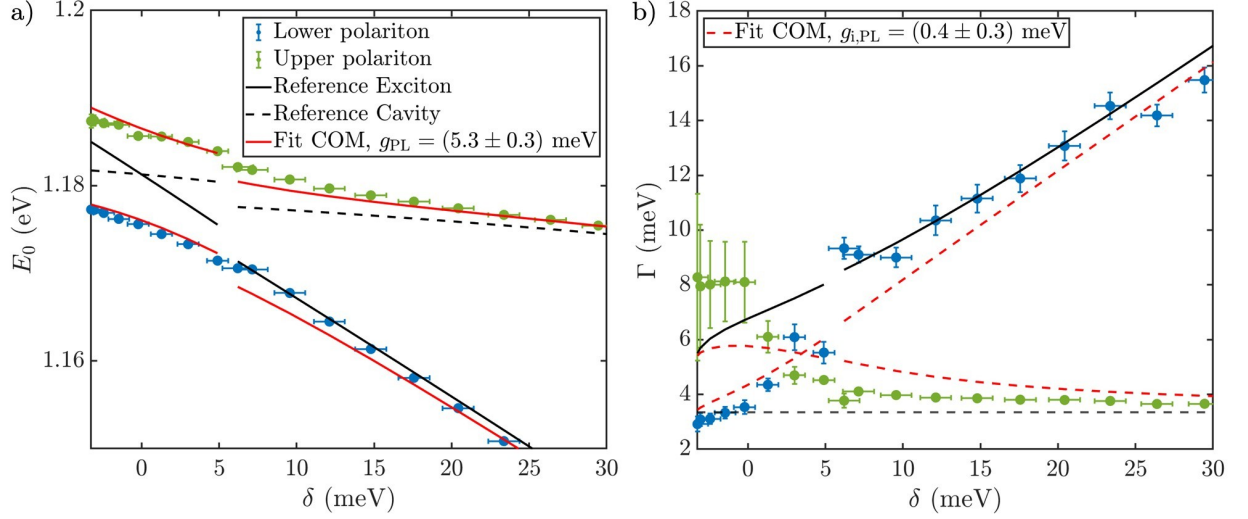 a)
1.2
1.18
1.16
E₀ (eV)
Lower polariton
Upper polariton
Reference Exciton
Reference Cavity
Fit COM, g_PL = (5.3 ± 0.3) meV
0 5 10 15 20 25 30
δ (meV)
b)
18
16
14
12
10
8
6
4
2
Γ (meV)
Fit COM, g_i,PL = (0.4 ± 0.3) meV
0 5 10 15 20 25 30
δ (meV)